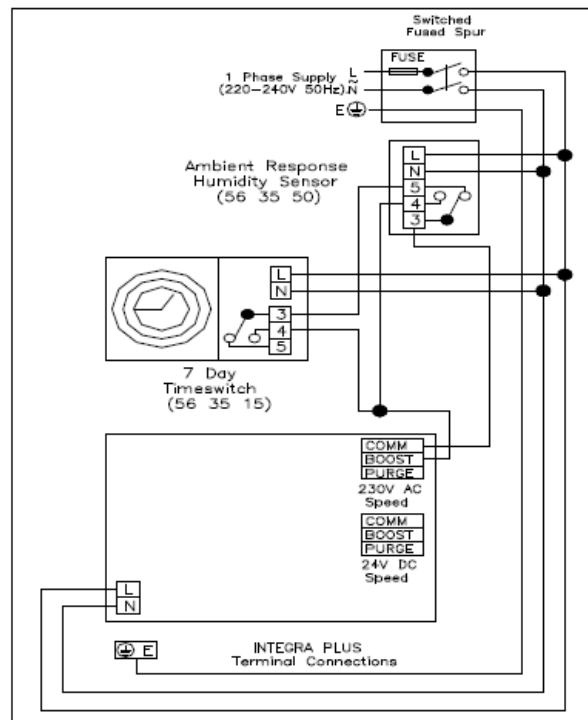 Switched
Fused Spur
FUSE
1 Phase Supply
(220-240V 50Hz)
L
~
N
E
Ambient Response
Humidity Sensor
(56 35 50)
L
N
5
4
3
L
N
3
4
5
7 Day
Timeswitch
(56 35 15)
COMM
BOOST
PURGE
230V AC
Speed
COMM
BOOST
PURGE
24V DC
Speed
L
N
E
INTEGRA PLUS
Terminal Connections